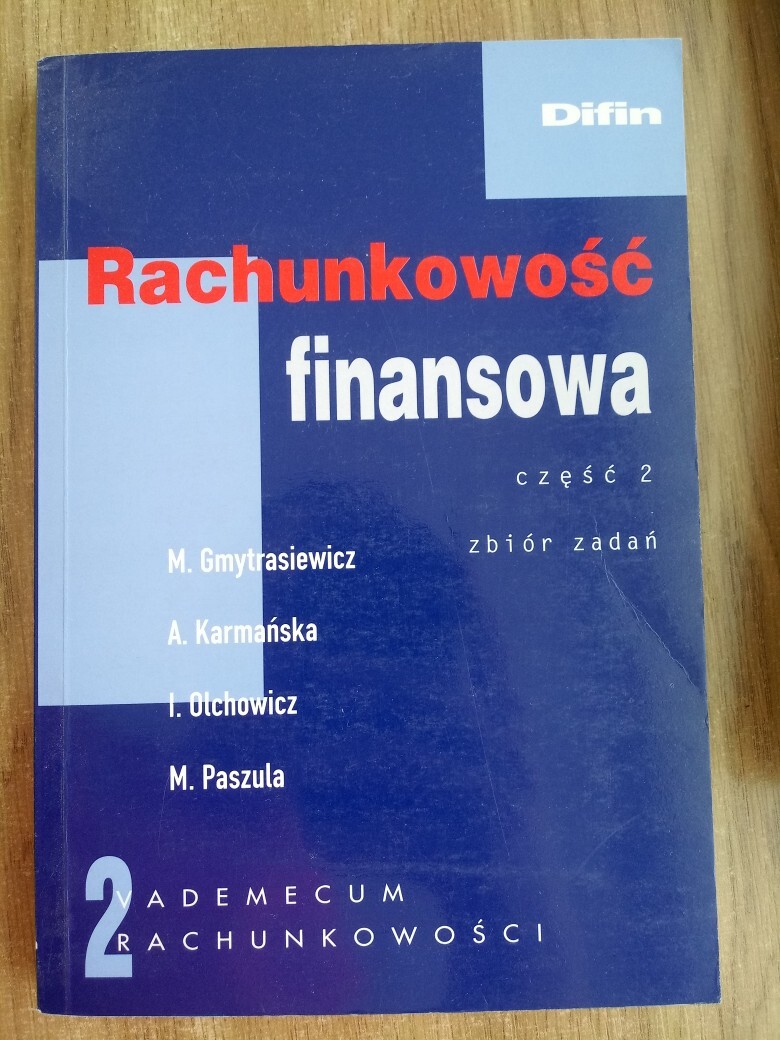 Difin
Rachunkowość
finansowa
część 2
zbiór zadań
M. Gmytrasiewicz
A. Karmańska
I. Olchowicz
M. Paszula
2
VADEMECUM
RACHUNKOWOŚCI